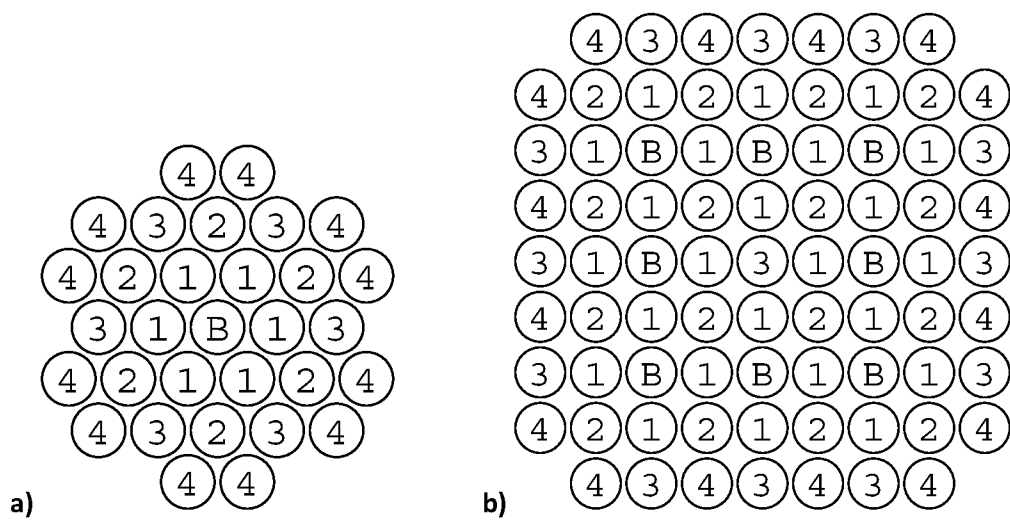 4 3 4 3 4 3 4
4 2 1 2 1 2 1 2 4
3 1 B 1 B 1 B 1 3
4 2 1 2 1 2 1 2 4
3 1 B 1 3 1 B 1 3
4 2 1 2 1 2 1 2 4
3 1 B 1 B 1 B 1 3
4 2 1 2 1 2 1 2 4
4 3 4 3 4 3 4
b)
4 4
4 3 2 3 4
4 2 1 1 2 4
3 1 B 1 3
4 2 1 1 2 4
4 3 2 3 4
4 4
a)